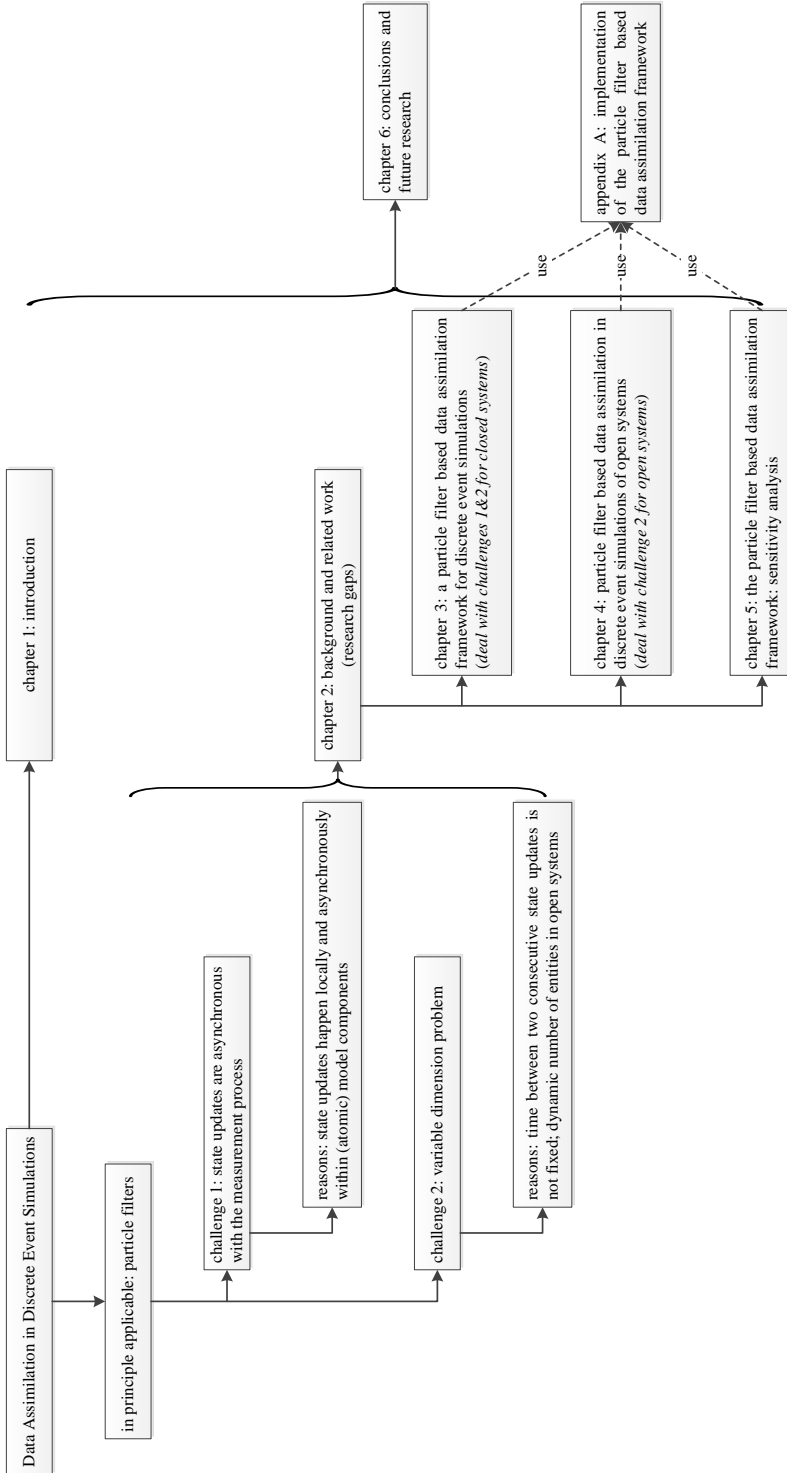 Data Assimilation in Discrete Event Simulations
chapter 1: introduction
in principle applicable: particle filters
challenge 1: state updates are asynchronous
with the measurement process
reasons: state updates happen locally and asynchronously
within (atomic) model components
challenge 2: variable dimension problem
reasons: time between two consecutive state updates is
not fixed; dynamic number of entities in open systems
chapter 2: background and related work
(research gaps)
chapter 3: a particle filter based data assimilation
framework for discrete event simulations
(deal with challenges 1&2 for closed systems)
chapter 4: particle filter based data assimilation in
discrete event simulations of open systems
(deal with challenge 2 for open systems)
chapter 5: the particle filter based data assimilation
framework: sensitivity analysis
use
use
use
chapter 6: conclusions and
future research
appendix A: implementation
of the particle filter based
data assimilation framework